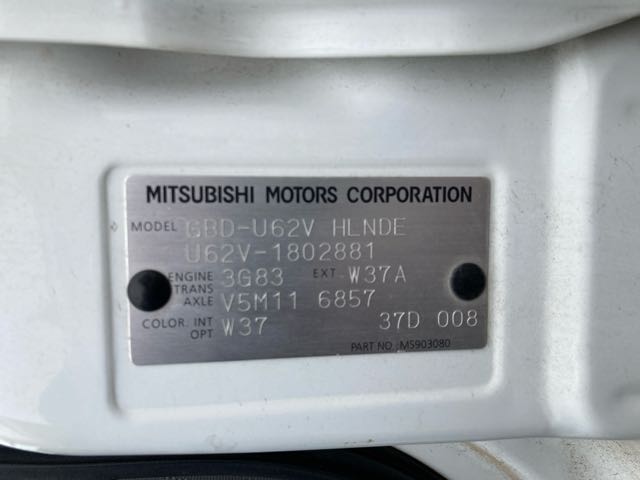 MITSUBISHI MOTORS CORPORATION
MODEL GBD-U62V HLNDE
U62V-1802881
ENGINE 3G83 EXT W37A
TRANS AXLE V5M11 6857
COLOR. INT OPT W37 37D 008
PART NO. M5903080